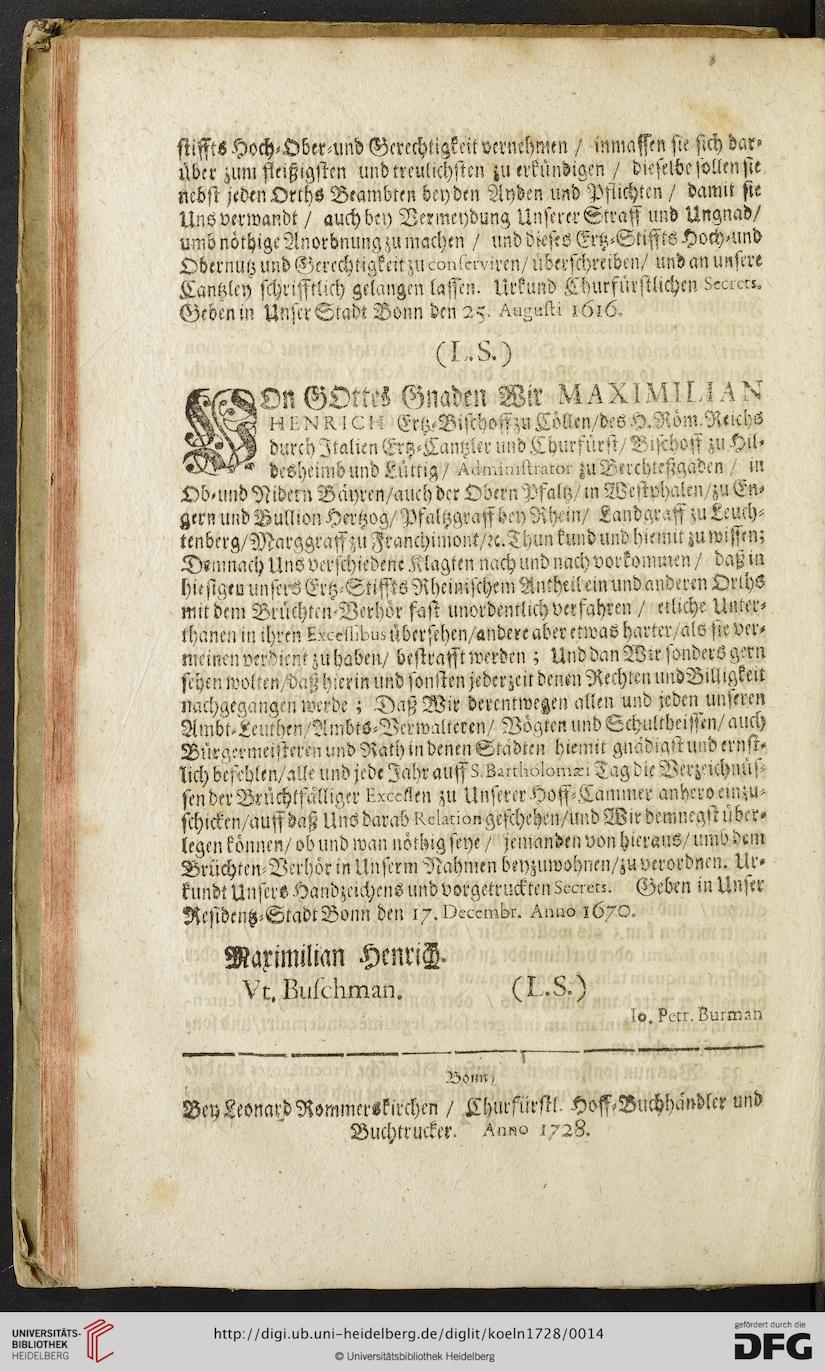 stiffts Hoch-Ober-und Gerechtigkeit vernehmen / inmassen sie sich dar-
über zum fleißigsten und treulichsten zu erkündigen / dieselbe sollen sie
nebst jeden Orths Beambten bey den Ayden und Pflichten / damit sie
Uns verwandt / auch bey Vermeydung Unserer Straff und Ungnad/
umb nöthige Anordnung zu machen / und dieses Ertz-Stiffts Hoch-und
Obernutz und Gerechtigkeit zu conserviren/ überschreiben/ und an unsere
Cantzley schrifftlich gelangen lassen. Urkund Churfürstlichen Secrets.
Geben in Unser Stadt Bonn den 25. Augusti 1616.
(L.S.)
VOn GOttes Gnaden Wir MAXIMILIAN
HENRICH Ertz-Bischoff zu Cöllen/des H. Röm. Reichs
durch Italien Ertz-Cantzler und Churfürst/ Bischoff zu Hil-
desheimb und Lüttig/ Administrator zu Berchteßgaden / in
Ob-und Nidern Bäyren/auch der Obern Pfaltz/ in Westphalen/zu En-
gern und Bullion Hertzog/ Pfaltzgraff bey Rhein/ Landgraff zu Leuch-
tenberg/ Marggraff zu Franchimont/ꝛc. Thun kund und hiemit zu wissen;
Demnach Uns verschiedene Klagten nach und nach vorkommen / daß in
hiesigen unsers Ertz-Stiffts Rheinischem Antheil ein und anderen Orths
mit dem Brüchten-Verhör fast unordentlich verfahren / etliche Unter-
thanen in ihren Excessibus übersehen/andere aber etwas harter/als sie ver-
meinen verdient zu haben/ bestrafft werden ; Und dan Wir sonders gern
sehen wolten/daß hierin und sonsten jederzeit denen Rechten und Billigkeit
nachgegangen werde ; Daß Wir derentwegen allen und jeden unseren
Ambt-Leuthen/Ambts-Verwalteren/ Vögten und Schultheissen/ auch
Bürgermeisteren und Rath in denen Städten hiemit gnädigst und ernst-
lich befehlen/alle und jede Jahr auff S. Bartholomæi Tag die Verzeichnüs-
sen der Brüchtfälliger Excessen zu Unserer Hoff-Cammer anhero einzu-
schicken/auff daß Uns darab Relation geschehen/und Wir demnegst über-
legen können/ ob und wan nöthig seye / jemanden von hieraus/ umb dem
Brüchten-Verhör in Unserm Nahmen beyzuwohnen/zu verordnen. Ur-
kundt Unsers Handzeichens und vorgetruckten Secrets. Geben in Unser
Residentz-Stadt Bonn den 17. Decembr. Anno 1670.
Maximilian Henrich.
Vt. Buschman. (L.S.)
Io. Petr. Burman
Bonn/
Bey Leonard Rommerskirchen / Churfürstl. Hoff-Buchhändler und
Buchtrucker. Anno 1728.
UNIVERSITÄTS-
BIBLIOTHEK
HEIDELBERG
http://digi.ub.uni-heidelberg.de/diglit/koeln1728/0014
© Universitätsbibliothek Heidelberg
gefördert durch die
DFG